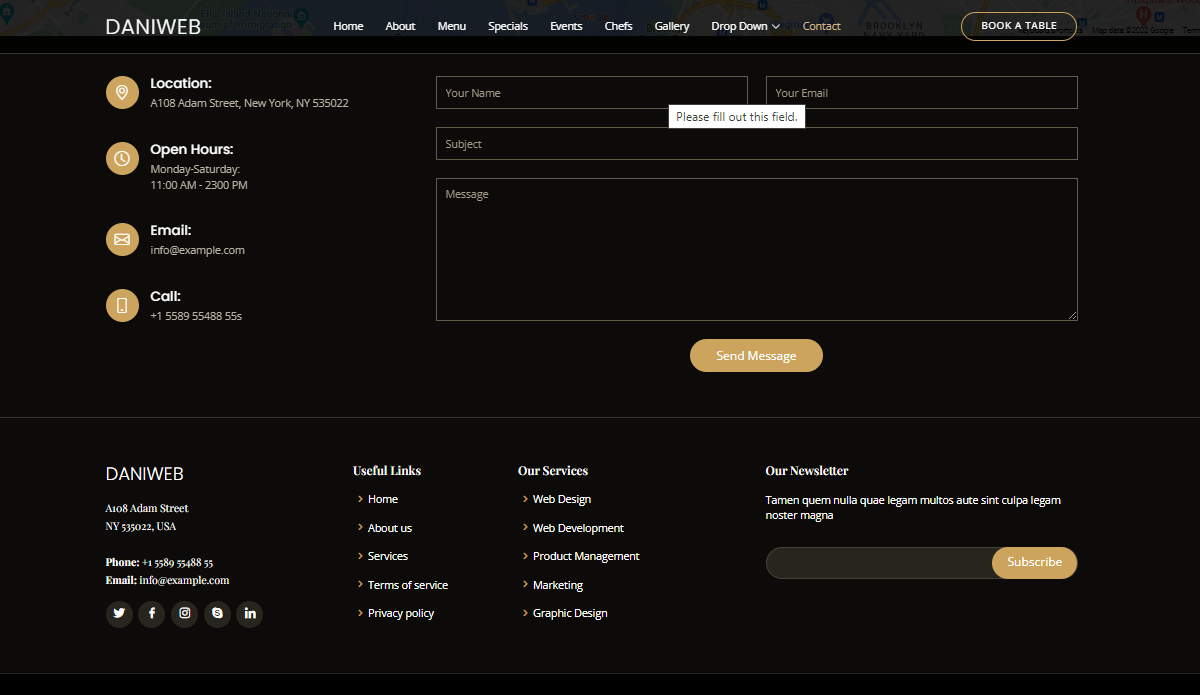 Ellis Island National
Museum of Immigration
BROOKLYN
NAVY YARD
Map data ©2022 Google
DANIWEB
Home
About
Menu
Specials
Events
Chefs
Gallery
Drop Down
Contact
BOOK A TABLE
Location:
A108 Adam Street, New York, NY 535022
Open Hours:
Monday-Saturday:
11:00 AM - 2300 PM
Email:
info@example.com
Call:
+1 5589 55488 55s
Your Name
Your Email
Please fill out this field.
Subject
Message
Send Message
DANIWEB
A108 Adam Street
NY 535022, USA
Phone: +1 5589 55488 55
Email: info@example.com
Useful Links
Home
About us
Services
Terms of service
Privacy policy
Our Services
Web Design
Web Development
Product Management
Marketing
Graphic Design
Our Newsletter
Tamen quem nulla quae legam multos aute sint culpa legam
noster magna
Subscribe